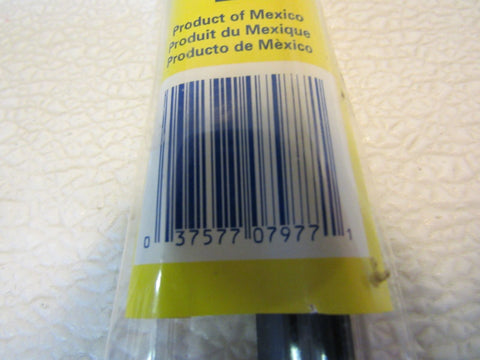 Product of Mexico
Produit du Mexique
Producto de Mèxico
0 37577 07977 1